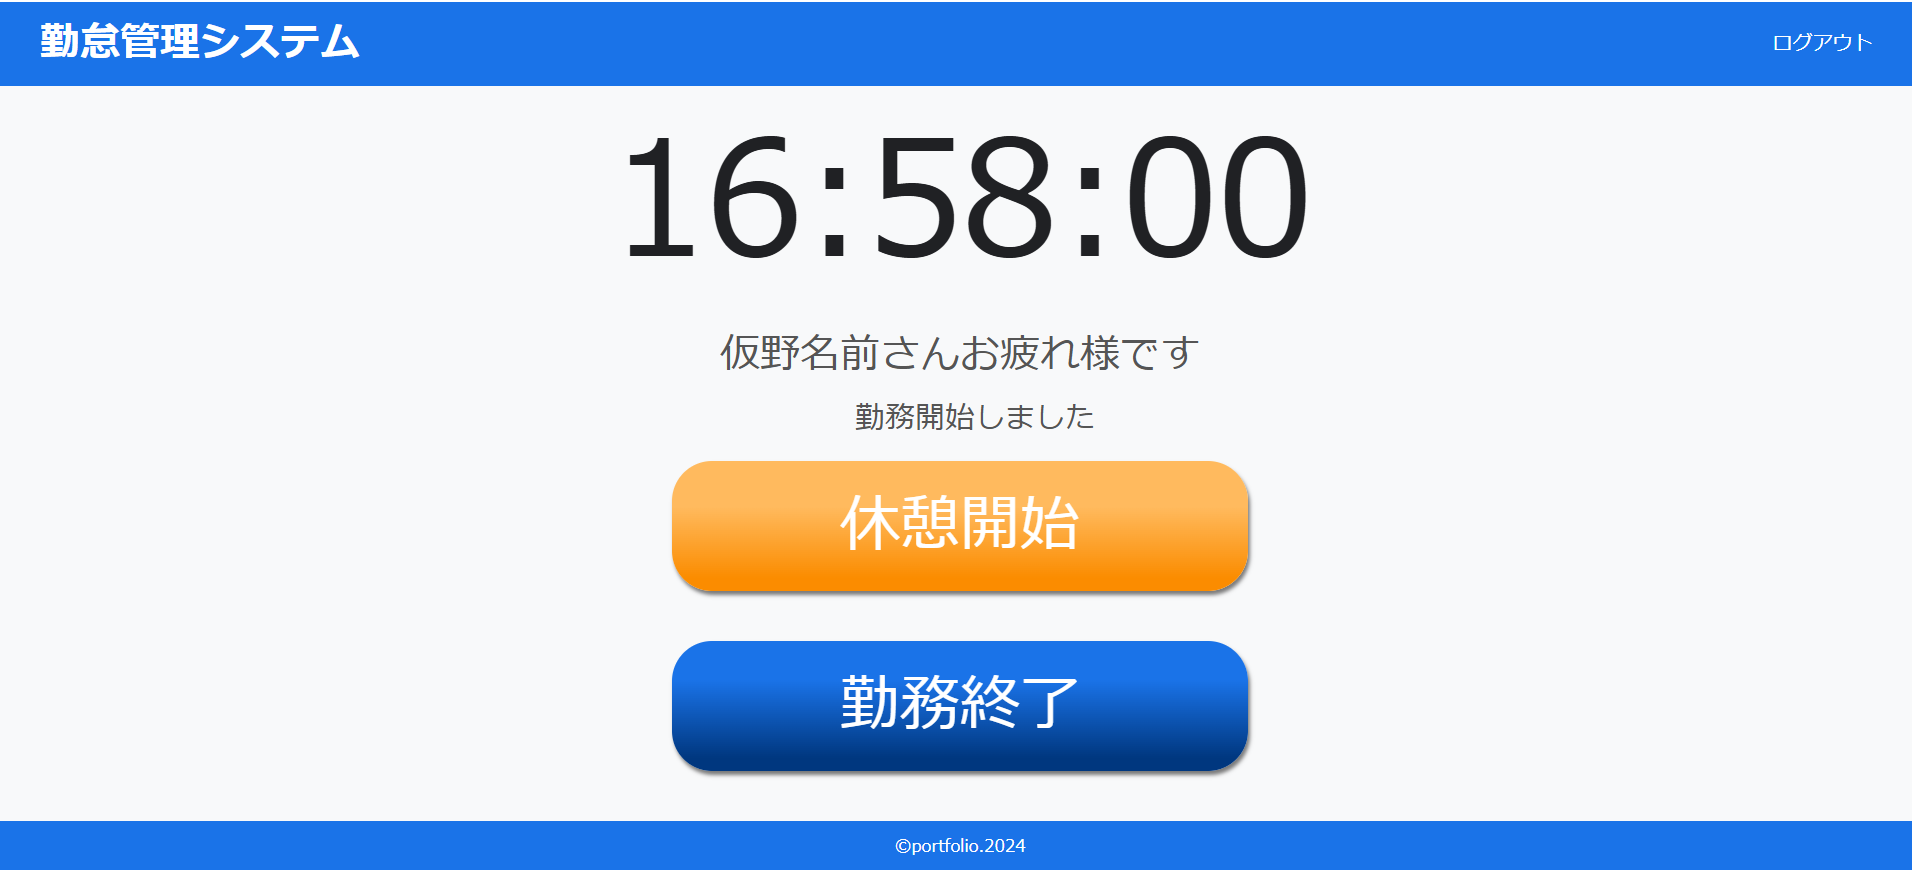 勤怠管理システム
ログアウト
16:58:00
仮野名前さんお疲れ様です
勤務開始しました
休憩開始
勤務終了
©portfolio.2024